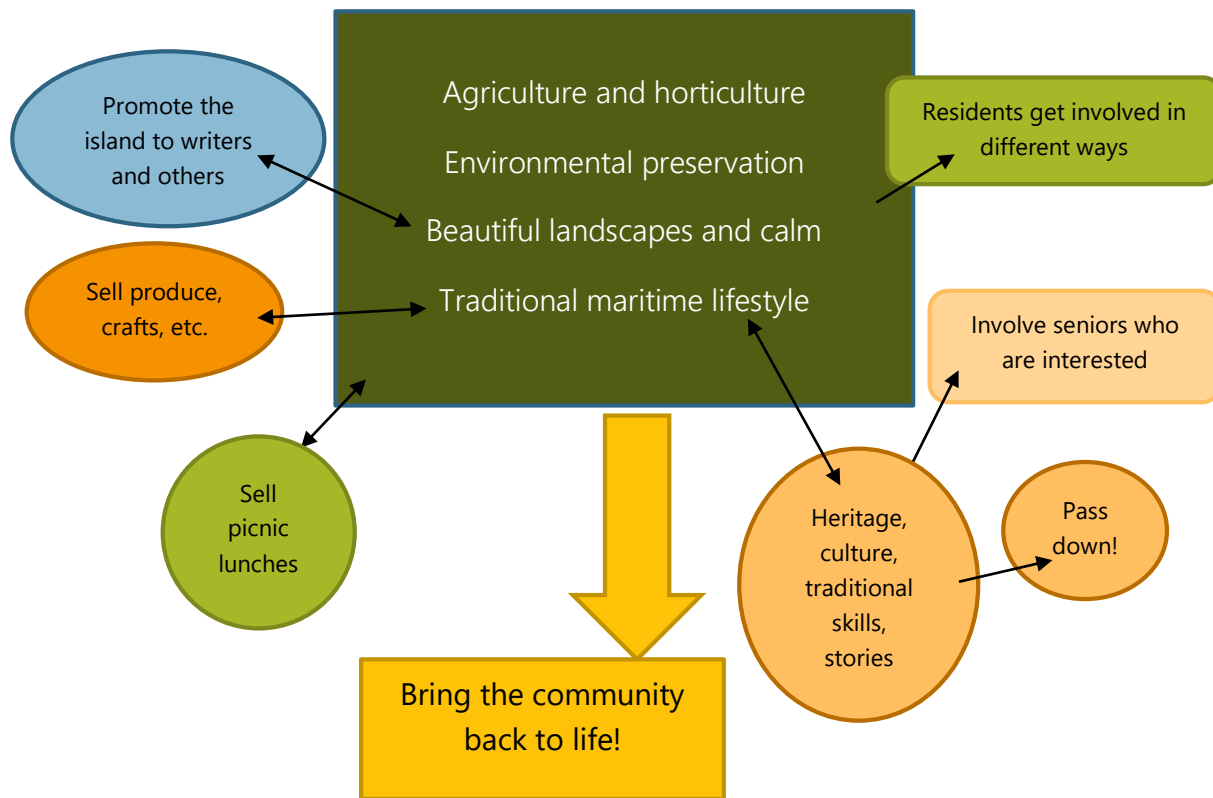 Promote the
island to writers
and others
Agriculture and horticulture
Environmental preservation
Beautiful landscapes and calm
Traditional maritime lifestyle
Residents get involved in
different ways
Sell produce,
crafts, etc.
Involve seniors who
are interested
Sell
picnic
lunches
Heritage,
culture,
traditional
skills,
stories
Pass
down!
Bring the community
back to life!